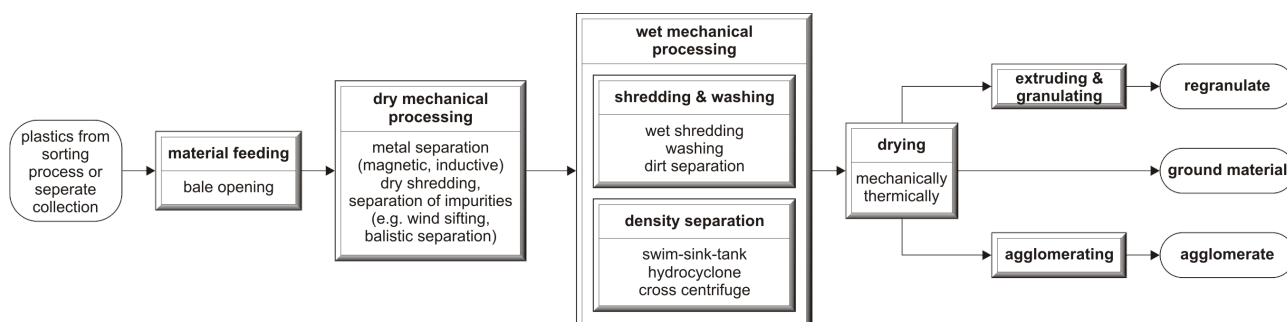 plastics from
sorting
process or
seperate
collection
material feeding
bale opening
dry mechanical
processing
metal separation
(magnetic, inductive)
dry shredding,
separation of impurities
(e.g. wind sifting,
balistic separation)
wet mechanical
processing
shredding & washing
wet shredding
washing
dirt separation
density separation
swim-sink-tank
hydrocyclone
cross centrifuge
drying
mechanically
thermically
extruding &
granulating
regranulate
ground material
agglomerating
agglomerate